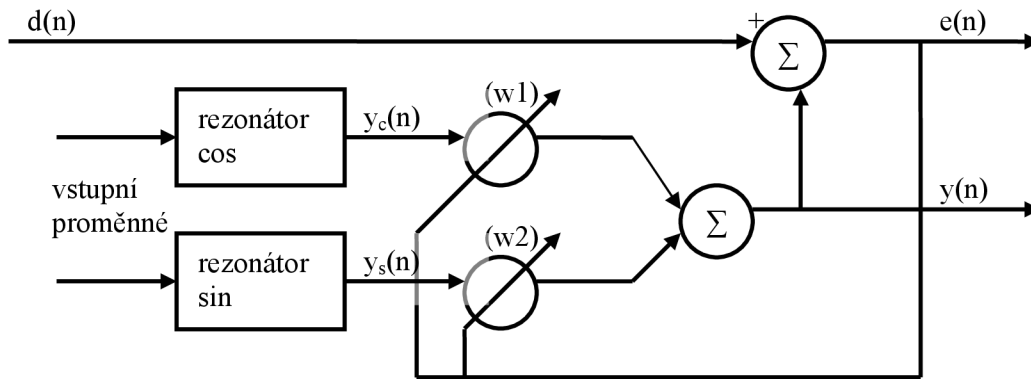 d(n)
+
e(n)
∑
rezonátor
cos
y_c(n)
(w1)
vstupní
proměnné
∑
y(n)
rezonátor
sin
y_s(n)
(w2)